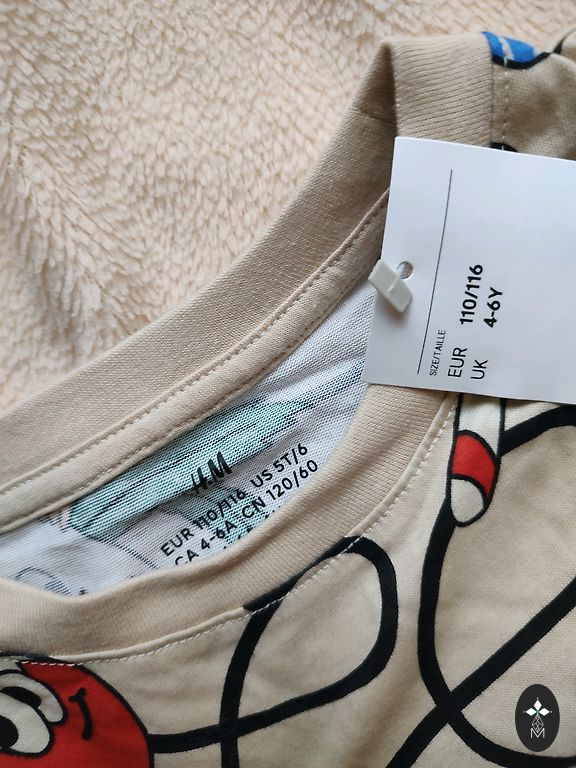 SIZE/TAILLE
EUR 110/116
UK 4-6Y
H&M
EUR 110/116 US 5T/6
CA 4-6A CN 120/60